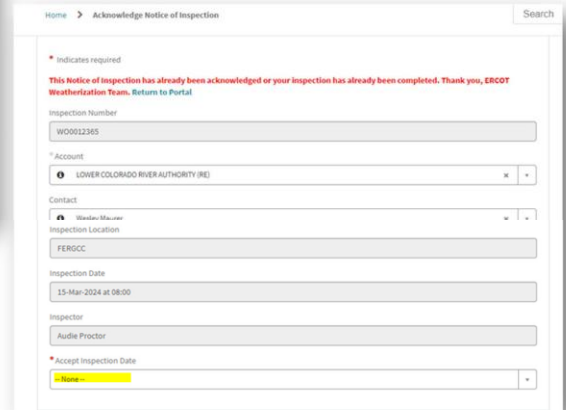 Home > Acknowledge Notice of Inspection
Search
* Indicates required
This Notice of Inspection has already been acknowledged or your inspection has already been completed. Thank you, ERCOT
Weatherization Team. Return to Portal
Inspection Number
WO0012365
*Account
LOWER COLORADO RIVER AUTHORITY (RE)
Contact
Wesley Maurer
Inspection Location
FERGCC
Inspection Date
15-Mar-2024 at 08:00
Inspector
Audie Proctor
*Accept Inspection Date
-- None --